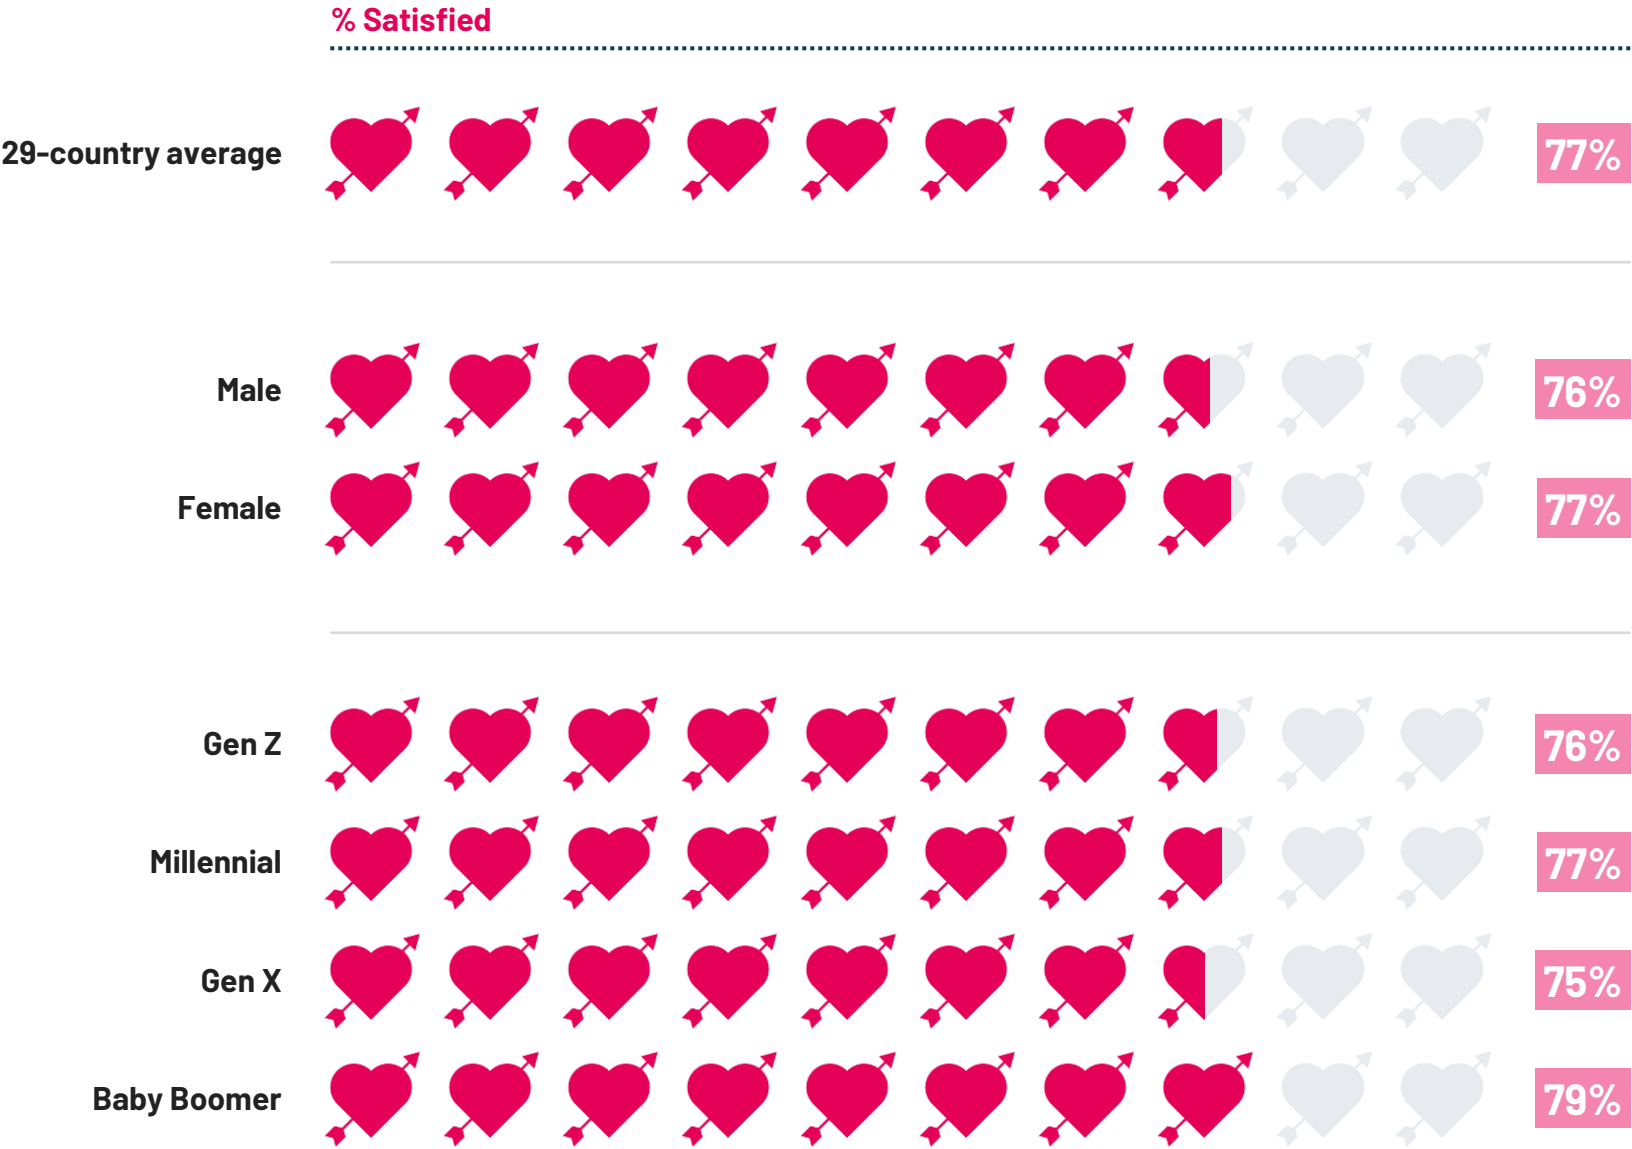 % Satisfied
29-country average 77%
Male 76%
Female 77%
Gen Z 76%
Millennial 77%
Gen X 75%
Baby Boomer 79%